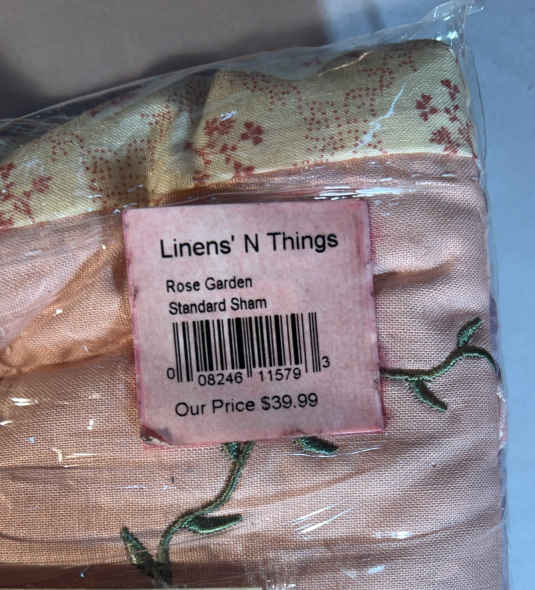 Linens' N Things
Rose Garden
Standard Sham
0 08246 11579 3
Our Price $39.99